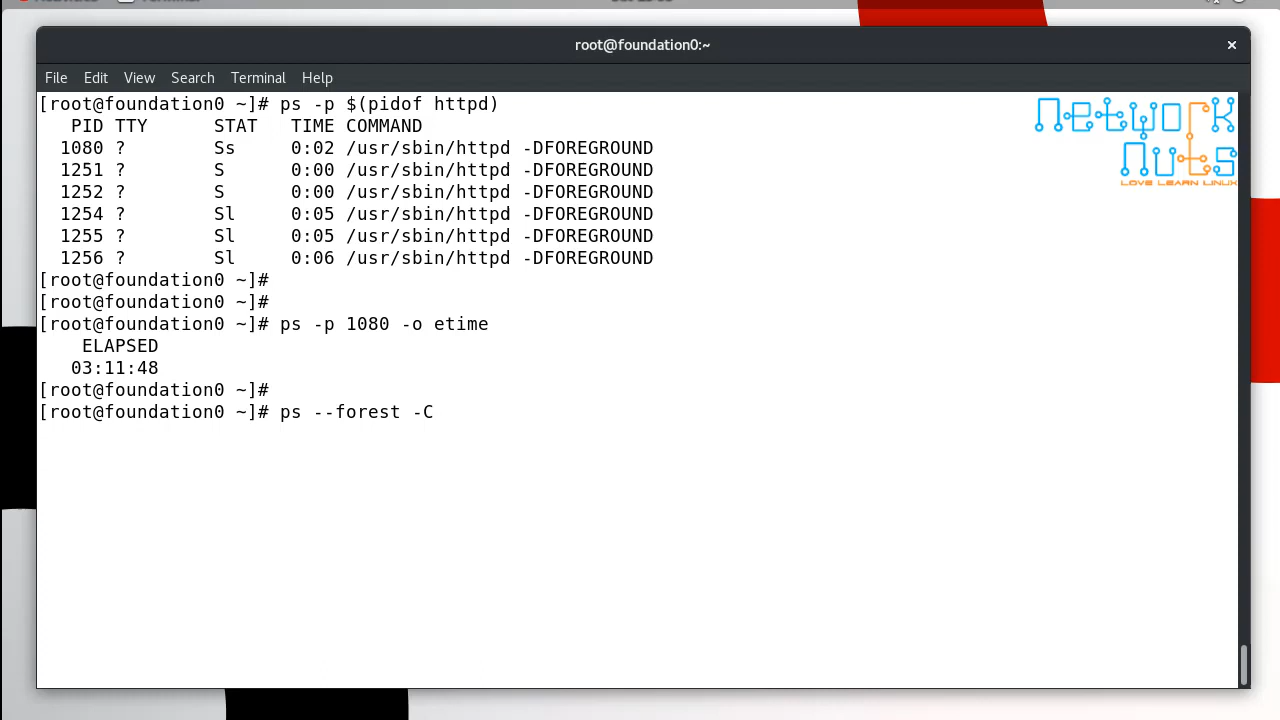 root@foundation0:~
File Edit View Search Terminal Help
[root@foundation0 ~]# ps -p $(pidof httpd)
  PID TTY      STAT   TIME COMMAND
 1080 ?        Ss     0:02 /usr/sbin/httpd -DFOREGROUND
 1251 ?        S      0:00 /usr/sbin/httpd -DFOREGROUND
 1252 ?        S      0:00 /usr/sbin/httpd -DFOREGROUND
 1254 ?        Sl     0:05 /usr/sbin/httpd -DFOREGROUND
 1255 ?        Sl     0:05 /usr/sbin/httpd -DFOREGROUND
 1256 ?        Sl     0:06 /usr/sbin/httpd -DFOREGROUND
[root@foundation0 ~]#
[root@foundation0 ~]#
[root@foundation0 ~]# ps -p 1080 -o etime
    ELAPSED
   03:11:48
[root@foundation0 ~]#
[root@foundation0 ~]# ps --forest -C
Network
Nuts
LOVE LEARN LINUX